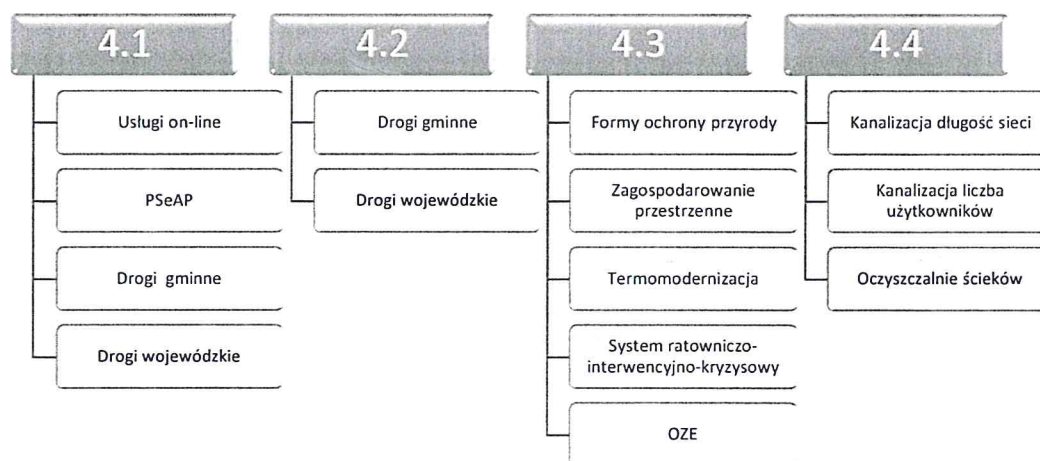 4.1
Usługi on-line
PSeAP
Drogi gminne
Drogi wojewódzkie
4.2
Drogi gminne
Drogi wojewódzkie
4.3
Formy ochrony przyrody
Zagospodarowanie
przestrzenne
Termomodernizacja
System ratowniczo-
interwencyjno-kryzysowy
OZE
4.4
Kanalizacja długość sieci
Kanalizacja liczba
użytkowników
Oczyszczalnie ścieków